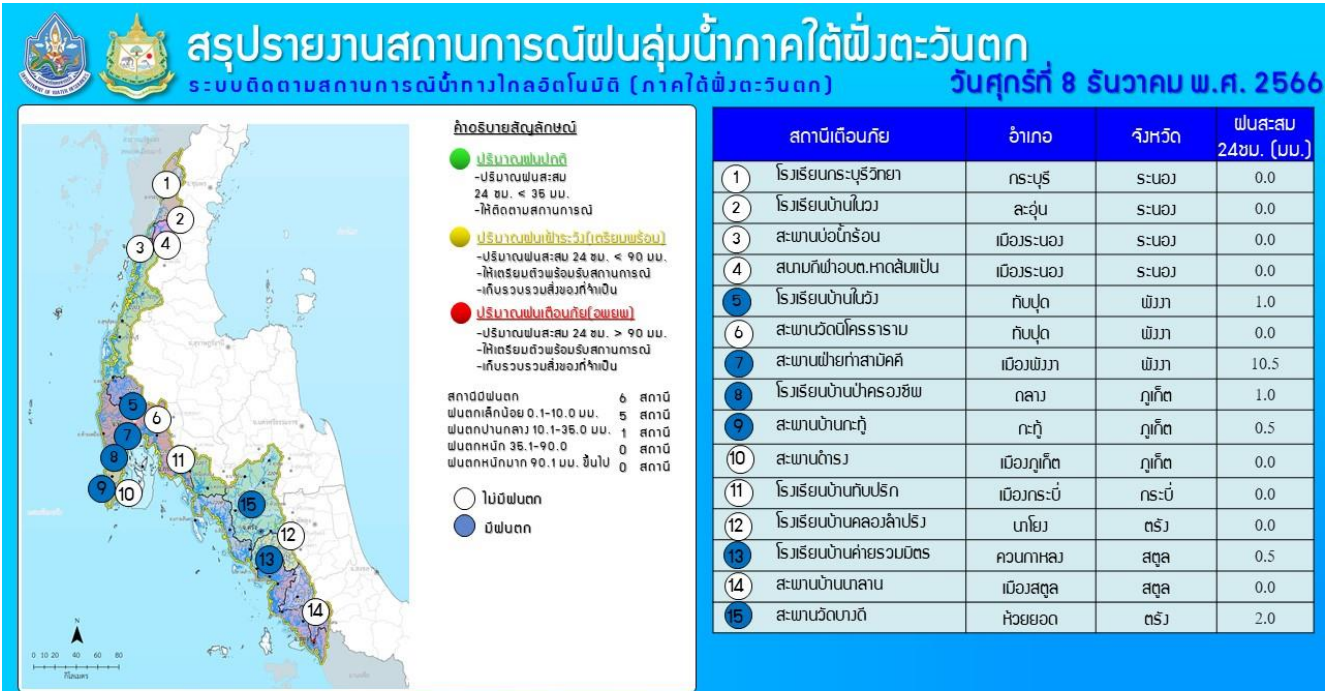 สรุปรายงานสถานการณ์ฝนลุ่มน้ำภาคใต้ฝั่งตะวันตก
ระบบติดตามสถานการณ์น้ำทางไกลอัตโนมัติ (ภาคใต้ฝั่งตะวันตก)
วันศุกร์ที่ 8 ธันวาคม พ.ศ. 2566
คำอธิบายสัญลักษณ์
ปริมาณฝนปกติ
-ปริมาณฝนสะสม
24 ชม. < 35 มม.
-ให้ติดตามสถานการณ์
ปริมาณฝนเฝ้าระวัง(เตรียมพร้อม)
-ปริมาณฝนสะสม 24 ชม. < 90 มม.
-ให้เตรียมตัวพร้อมรับสถานการณ์
-เก็บรวบรวมสิ่งของที่จำเป็น
ปริมาณฝนเตือนภัย(อพยพ)
-ปริมาณฝนสะสม 24 ชม. > 90 มม.
-ให้เตรียมตัวพร้อมรับสถานการณ์
-เก็บรวบรวมสิ่งของที่จำเป็น
สถานีมีฝนตก 6 สถานี
ฝนตกเล็กน้อย 0.1-10.0 มม. 5 สถานี
ฝนตกปานกลาง 10.1-35.0 มม. 1 สถานี
ฝนตกหนัก 35.1-90.0 0 สถานี
ฝนตกหนักมาก 90.1 มม. ขึ้นไป 0 สถานี
ไม่มีฝนตก
มีฝนตก
1
2
3 4
5
6
7
8
11
9 10
15
12
13
14
N
0 10 20 40 60 80
กิโลเมตร
สถานีเตือนภัย อำเภอ จังหวัด ฝนสะสม
24ชม. (มม.)
1 โรงเรียนกระบุรีวิทยา กระบุรี ระนอง 0.0
2 โรงเรียนบ้านในวง ละอุ่น ระนอง 0.0
3 สะพานบ่อน้ำร้อน เมืองระนอง ระนอง 0.0
4 สนามกีฬาอบต.หาดส้มแป้น เมืองระนอง ระนอง 0.0
5 โรงเรียนบ้านในวัง ทับปุด พังงา 1.0
6 สะพานวัดนิโครธาราม ทับปุด พังงา 0.0
7 สะพานฝ่ายท่าสามัคคี เมืองพังงา พังงา 10.5
8 โรงเรียนบ้านป่าครองชีพ ถลาง ภูเก็ต 1.0
9 สะพานบ้านกะทู้ กะทู้ ภูเก็ต 0.5
10 สะพานดำรง เมืองภูเก็ต ภูเก็ต 0.0
11 โรงเรียนบ้านทับปริก เมืองกระบี่ กระบี่ 0.0
12 โรงเรียนบ้านคลองลำปริง นาโยง ตรัง 0.0
13 โรงเรียนบ้านค่ายรวมมิตร ควนกาหลง สตูล 0.5
14 สะพานบ้านนาลาน เมืองสตูล สตูล 0.0
15 สะพานวัดบางดี ห้วยยอด ตรัง 2.0